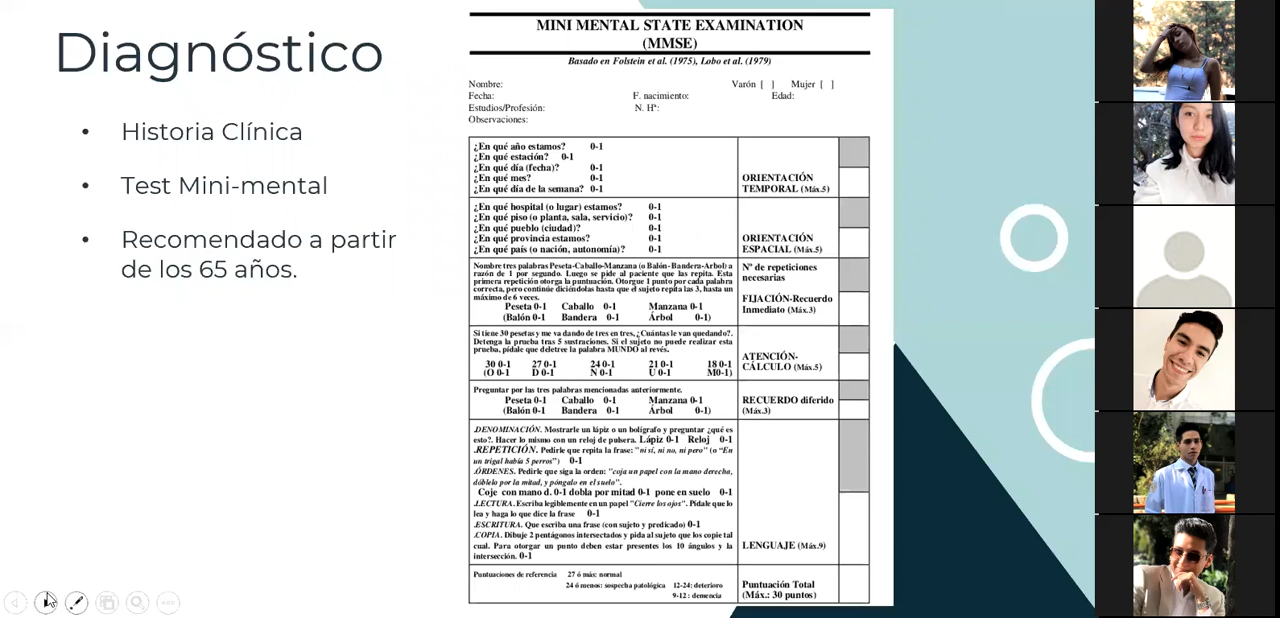 Diagnóstico
• Historia Clínica
• Test Mini-mental
• Recomendado a partir
de los 65 años.
MINI MENTAL STATE EXAMINATION
(MMSE)
Basado en Folstein et al. (1975), Lobo et al. (1979)
Nombre: Varón [ ] Mujer [ ]
Fecha: F. nacimiento: Edad:
Estudios/Profesión: N. Hª:
Observaciones:
¿En qué año estamos? 0-1
¿En qué estación? 0-1
¿En qué día (fecha)? 0-1
¿En qué mes? 0-1
¿En qué día de la semana? 0-1
ORIENTACIÓN
TEMPORAL (Máx.5)
¿En qué hospital (o lugar) estamos? 0-1
¿En qué piso (o planta, sala, servicio)? 0-1
¿En qué pueblo (ciudad)? 0-1
¿En qué provincia estamos? 0-1
¿En qué país (o nación, autonomía)? 0-1
ORIENTACIÓN
ESPACIAL (Máx.5)
Nombre tres palabras Peseta-Caballo-Manzana (o Balón-Bandera-Arbol) a
razón de 1 por segundo. Luego se pide al paciente que las repita. Esta
primera repetición otorga la puntuación. Otorgue 1 punto por cada palabra
correcta, pero continúe diciéndolas hasta que el sujeto repita las 3, hasta un
máximo de 6 veces.
Peseta 0-1 Caballo 0-1 Manzana 0-1
(Balón 0-1 Bandera 0-1 Árbol 0-1)
Nº de repeticiones
necesarias
FIJACIÓN-Recuerdo
Inmediato (Máx.3)
Si tiene 30 pesetas y me va dando de tres en tres, ¿Cuántas le van quedando?.
Detenga la prueba tras 5 sustraciones. Si el sujeto no puede realizar esta
prueba, pídale que deletree la palabra MUNDO al revés.
30 0-1 27 0-1 24 0-1 21 0-1 18 0-1
(O 0-1 D 0-1 N 0-1 U 0-1 M0-1)
ATENCIÓN-
CÁLCULO (Máx.5)
Preguntar por las tres palabras mencionadas anteriormente.
Peseta 0-1 Caballo 0-1 Manzana 0-1
(Balón 0-1 Bandera 0-1 Árbol 0-1)
RECUERDO diferido
(Máx.3)
.DENOMINACIÓN. Mostrarle un lápiz o un bolígrafo y preguntar ¿qué es
esto?. Hacer lo mismo con un reloj de pulsera. Lápiz 0-1 Reloj 0-1
.REPETICIÓN. Pedirle que repita la frase: "ni sí, ni no, ni pero" (o “En
un trigal había 5 perros”) 0-1
.ÓRDENES. Pedirle que siga la orden: "coja un papel con la mano derecha,
dóblelo por la mitad, y póngalo en el suelo".
Coje con mano d. 0-1 dobla por mitad 0-1 pone en suelo 0-1
.LECTURA. Escriba legiblemente en un papel "Cierre los ojos". Pídale que lo
lea y haga lo que dice la frase 0-1
.ESCRITURA. Que escriba una frase (con sujeto y predicado) 0-1
.COPIA. Dibuje 2 pentágonos intersectados y pida al sujeto que los copie tal
cual. Para otorgar un punto deben estar presentes los 10 ángulos y la
intersección. 0-1
LENGUAJE (Máx.9)
Puntuaciones de referencia 27 ó más: normal
24 ó menos: sospecha patológica 12-24: deterioro
9-12 : demencia
Puntuación Total
(Máx.: 30 puntos)